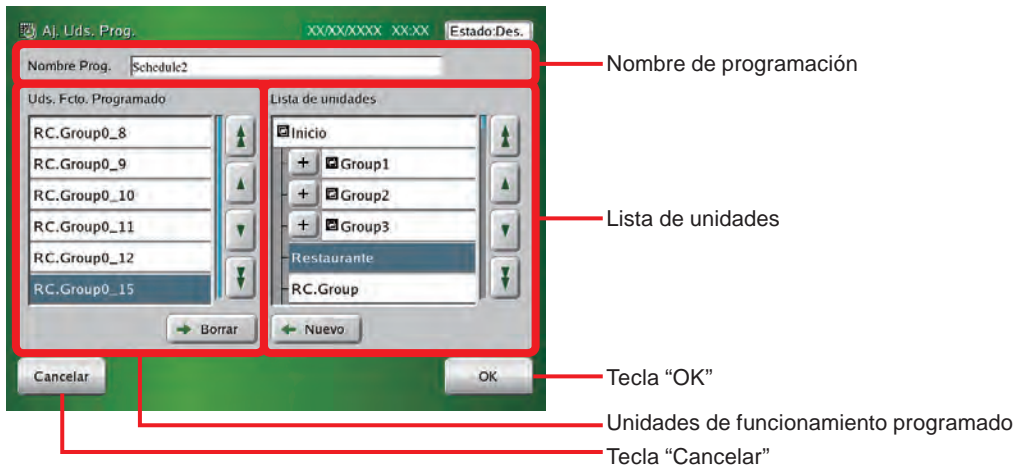 Aj. Uds. Prog. XX/XX/XXXX XX:XX Estado:Des.
Nombre Prog. Schedule2
Nombre de programación
Uds. Fcto. Programado
RC.Group0_8
RC.Group0_9
RC.Group0_10
RC.Group0_11
RC.Group0_12
RC.Group0_15
Borrar
Lista de unidades
Inicio
+ Group1
+ Group2
+ Group3
Restaurante
RC.Group
Nuevo
Lista de unidades
Cancelar
OK
Tecla “OK”
Unidades de funcionamiento programado
Tecla “Cancelar”